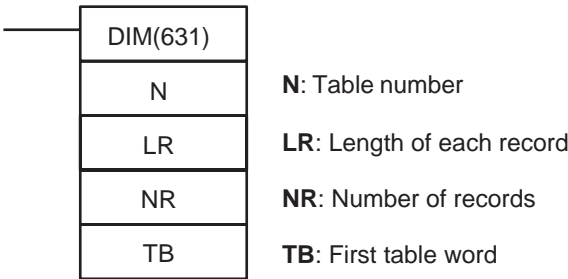 DIM(631)
N N: Table number
LR LR: Length of each record
NR NR: Number of records
TB TB: First table word